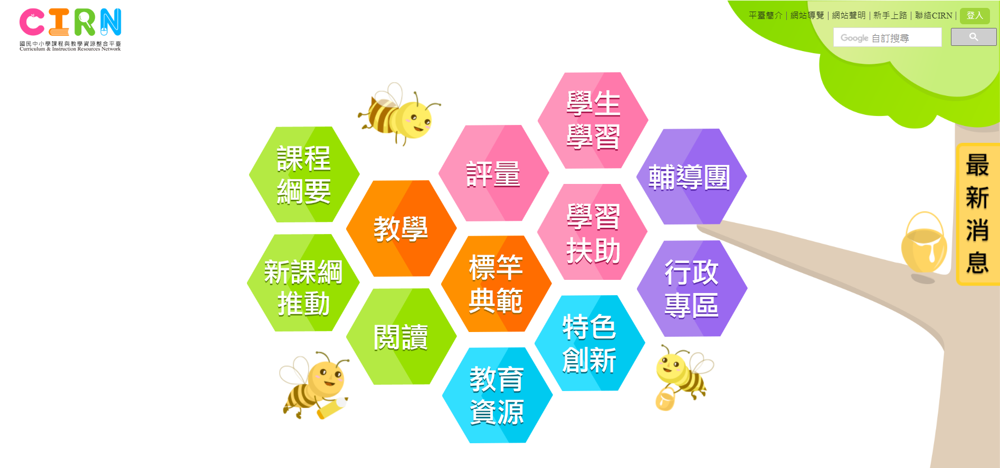 CIRN
國民中小學課程與教學資源整合平臺
Curriculum & Instruction Resources Network
平臺簡介 | 網站導覽 | 網站聲明 | 新手上路 | 聯絡CIRN | 登入
Google 自訂搜尋
學生
學習
課程
綱要
評量
輔導團
教學
學習
扶助
新課綱
推動
標竿
典範
行政
專區
閱讀
特色
創新
教育
資源
最
新
消
息